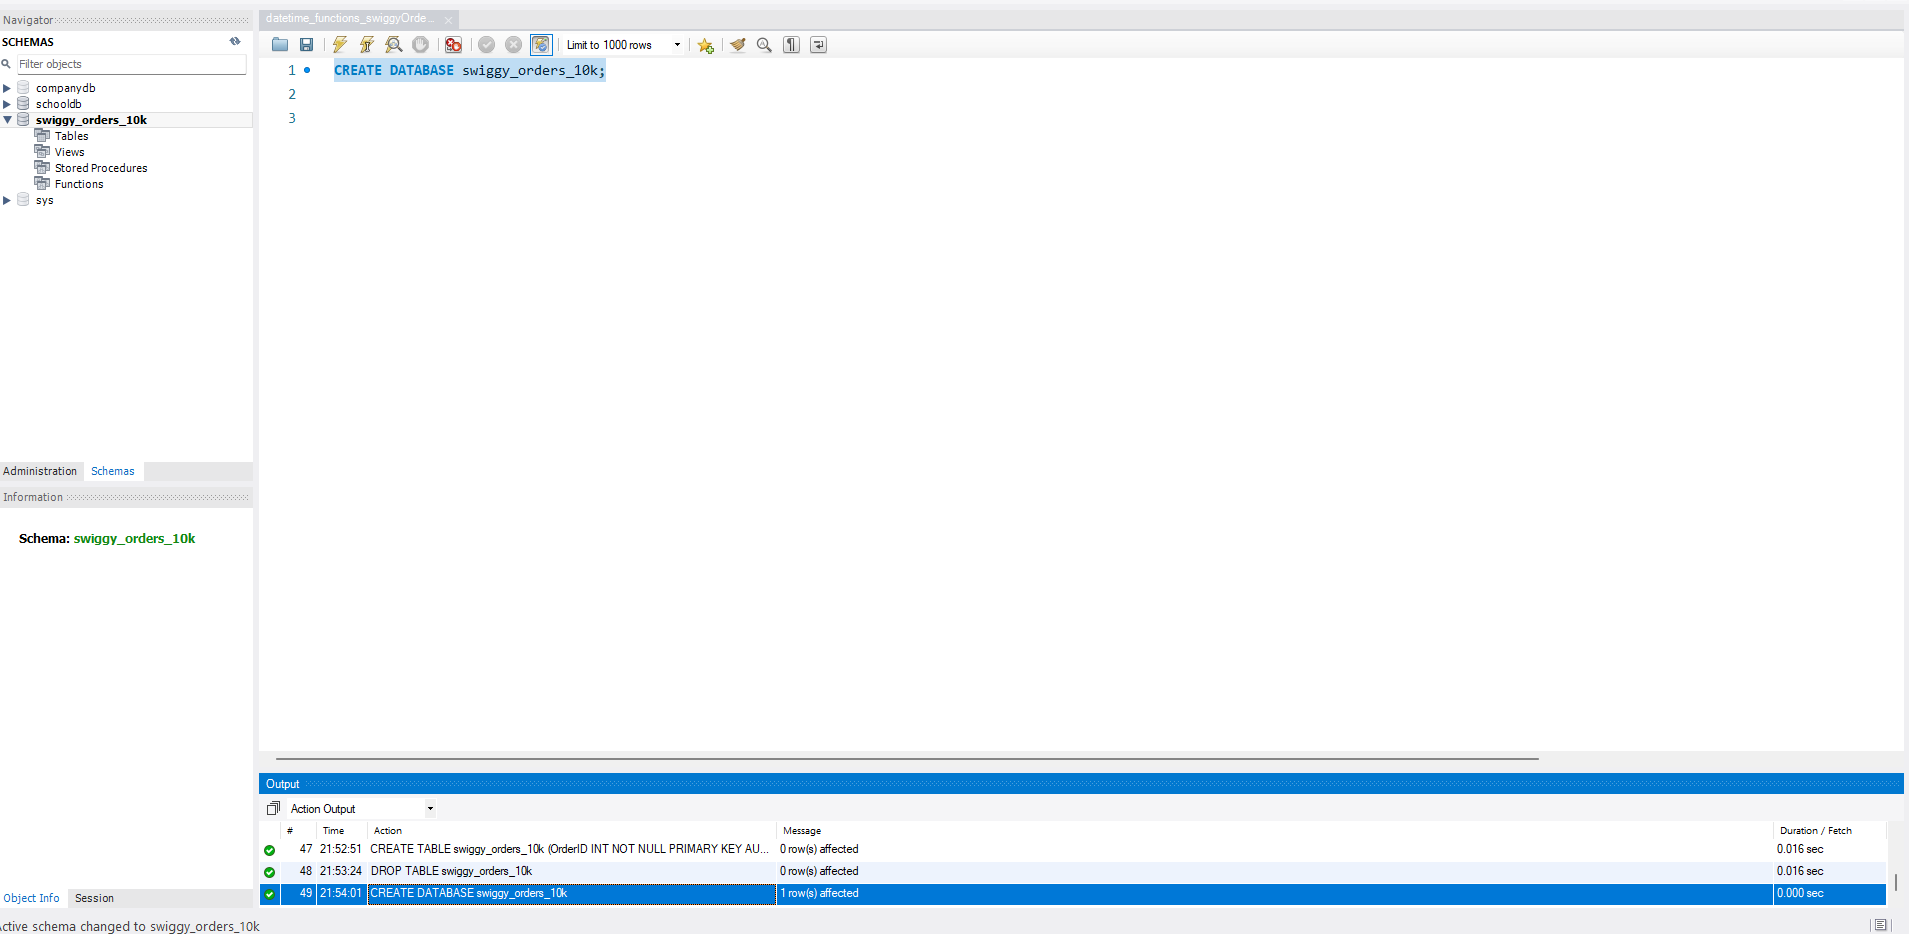 Navigator
SCHEMAS
Filter objects
companydb
schooldb
swiggy_orders_10k
Tables
Views
Stored Procedures
Functions
sys
Administration Schemas
Information
Schema: swiggy_orders_10k
Object Info Session
datetime_functions_swiggyOrde...
Limit to 1000 rows
1 CREATE DATABASE swiggy_orders_10k;
2
3
Output
Action Output
# Time Action Message Duration / Fetch
47 21:52:51 CREATE TABLE swiggy_orders_10k (OrderID INT NOT NULL PRIMARY KEY AU... 0 row(s) affected 0.016 sec
48 21:53:24 DROP TABLE swiggy_orders_10k 0 row(s) affected 0.016 sec
49 21:54:01 CREATE DATABASE swiggy_orders_10k 1 row(s) affected 0.000 sec
ctive schema changed to swiggy_orders_10k